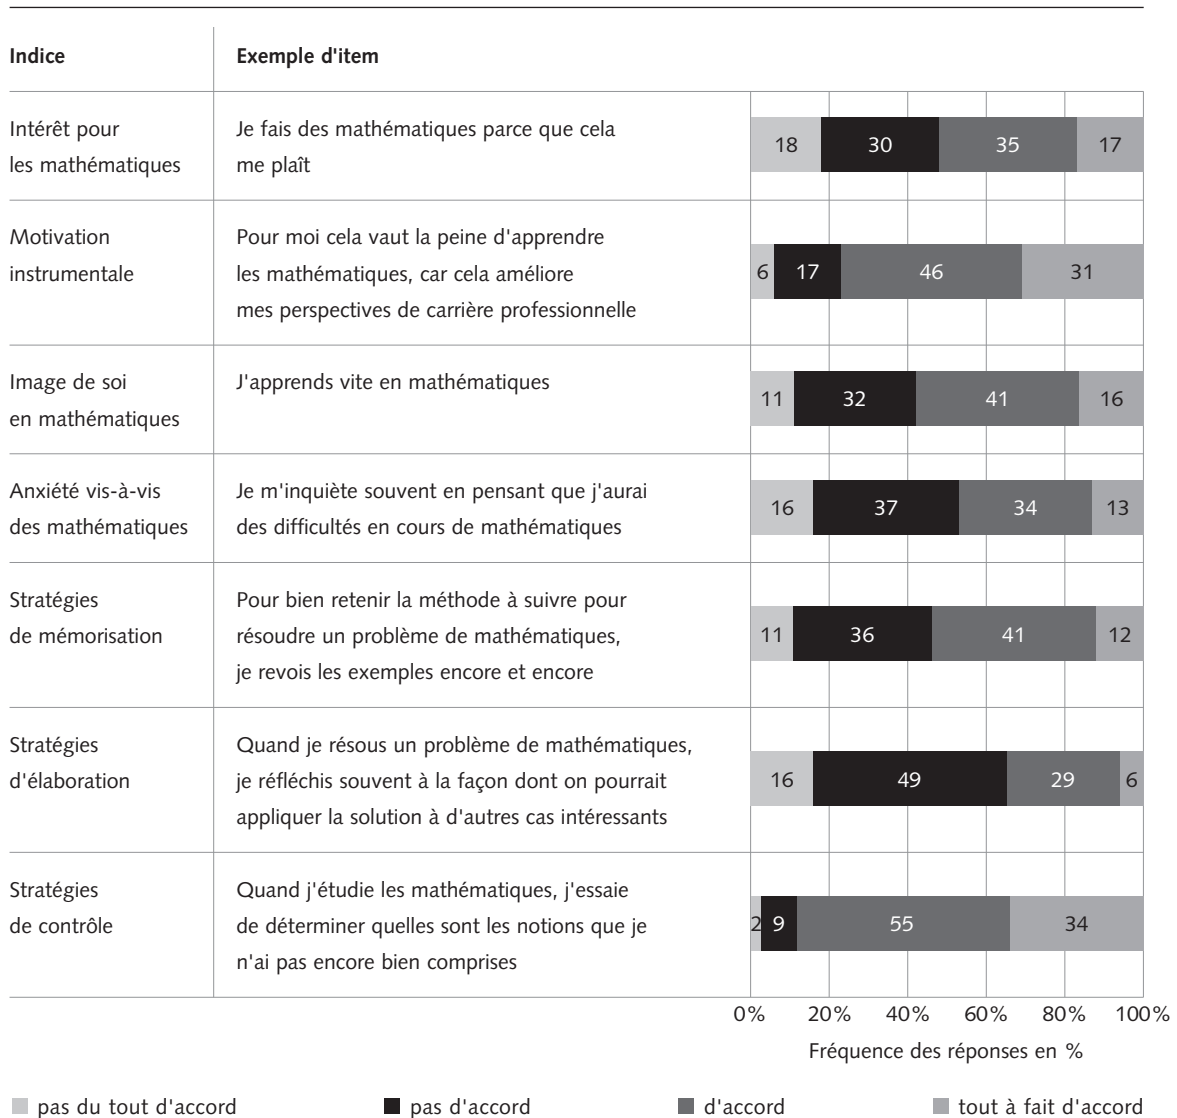 Indice Exemple d'item
Intérêt pour
les mathématiques
Je fais des mathématiques parce que cela
me plaît
18 30 35 17
Motivation
instrumentale
Pour moi cela vaut la peine d'apprendre
les mathématiques, car cela améliore
mes perspectives de carrière professionnelle
6 17 46 31
Image de soi
en mathématiques
J'apprends vite en mathématiques
11 32 41 16
Anxiété vis-à-vis
des mathématiques
Je m'inquiète souvent en pensant que j'aurai
des difficultés en cours de mathématiques
16 37 34 13
Stratégies
de mémorisation
Pour bien retenir la méthode à suivre pour
résoudre un problème de mathématiques,
je revois les exemples encore et encore
11 36 41 12
Stratégies
d'élaboration
Quand je résous un problème de mathématiques,
je réfléchis souvent à la façon dont on pourrait
appliquer la solution à d'autres cas intéressants
16 49 29 6
Stratégies
de contrôle
Quand j'étudie les mathématiques, j'essaie
de déterminer quelles sont les notions que je
n'ai pas encore bien comprises
2 9 55 34
0% 20% 40% 60% 80% 100%
Fréquence des réponses en %
pas du tout d'accord pas d'accord d'accord tout à fait d'accord